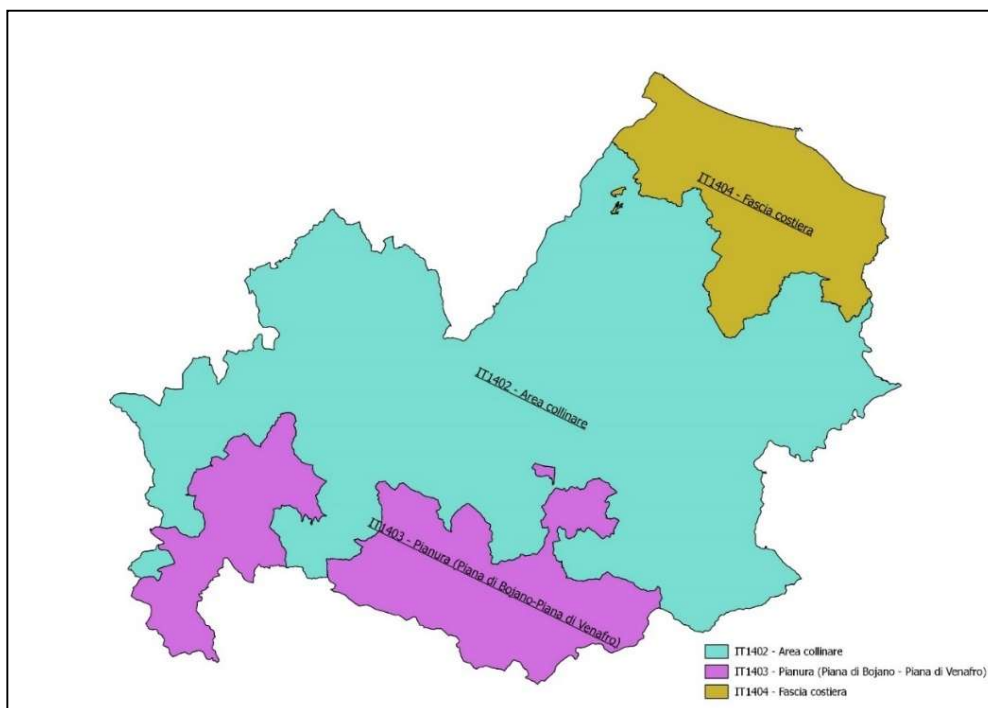 IT1404 - Fascia costiera
IT1402 - Area collinare
IT1403 - Pianura (Piana di Bojano-Piana di Venafro)
IT1402 - Area collinare
IT1403 - Pianura (Piana di Bojano - Piana di Venafro)
IT1404 - Fascia costiera